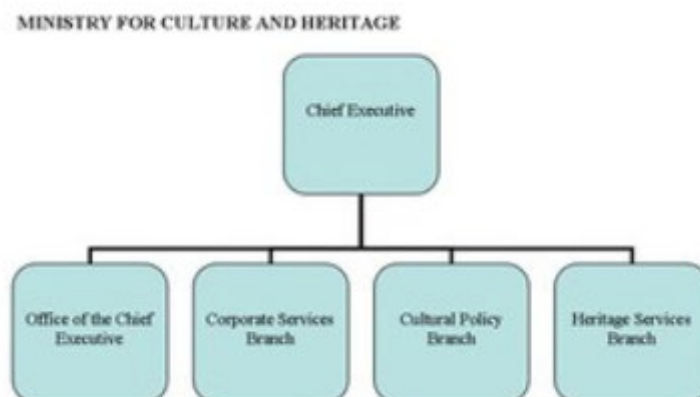 MINISTRY FOR CULTURE AND HERITAGE
Chief Executive
Office of the Chief
Executive
Corporate Services
Branch
Cultural Policy
Branch
Heritage Services
Branch